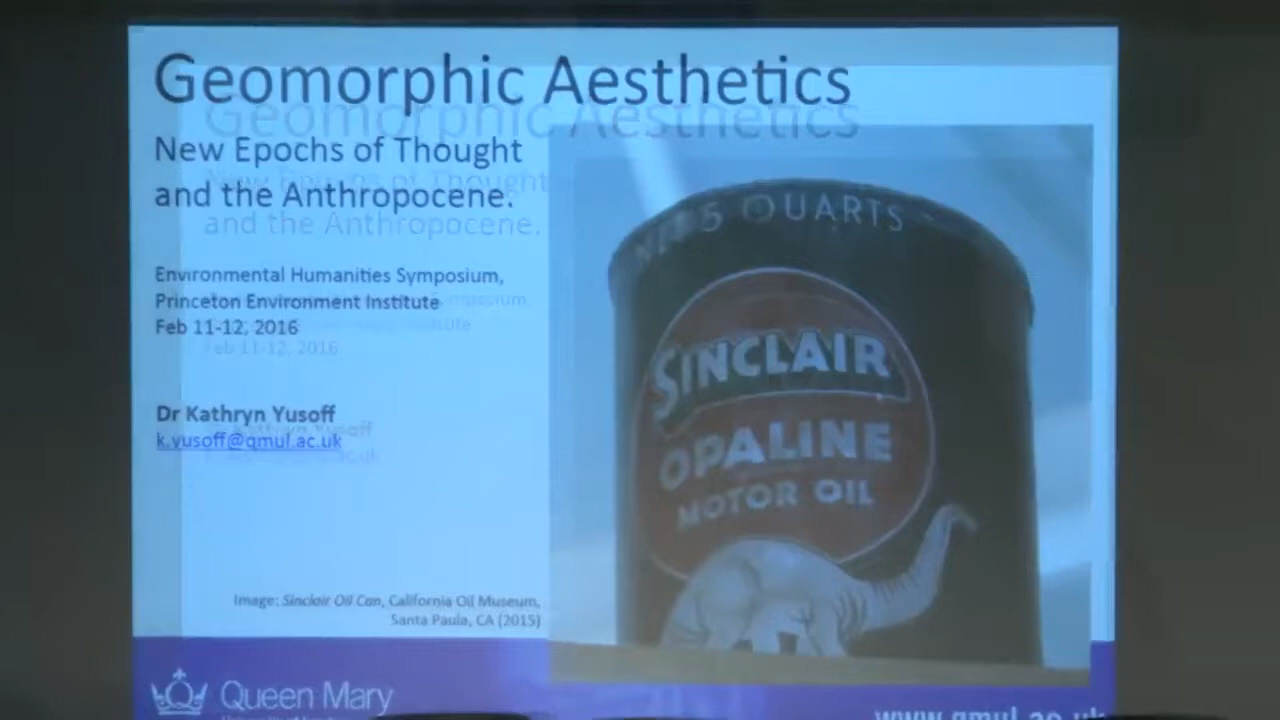 Geomorphic Aesthetics
New Epochs of Thought
and the Anthropocene.
Environmental Humanities Symposium,
Princeton Environment Institute
Feb 11-12, 2016
Dr Kathryn Yusoff
k.yusoff@qmul.ac.uk
Image: Sinclair Oil Can, California Oil Museum,
Santa Paula, CA (2015)
5 QUARTS
SINCLAIR
OPALINE
MOTOR OIL
Queen Mary
www.qmul.ac.uk